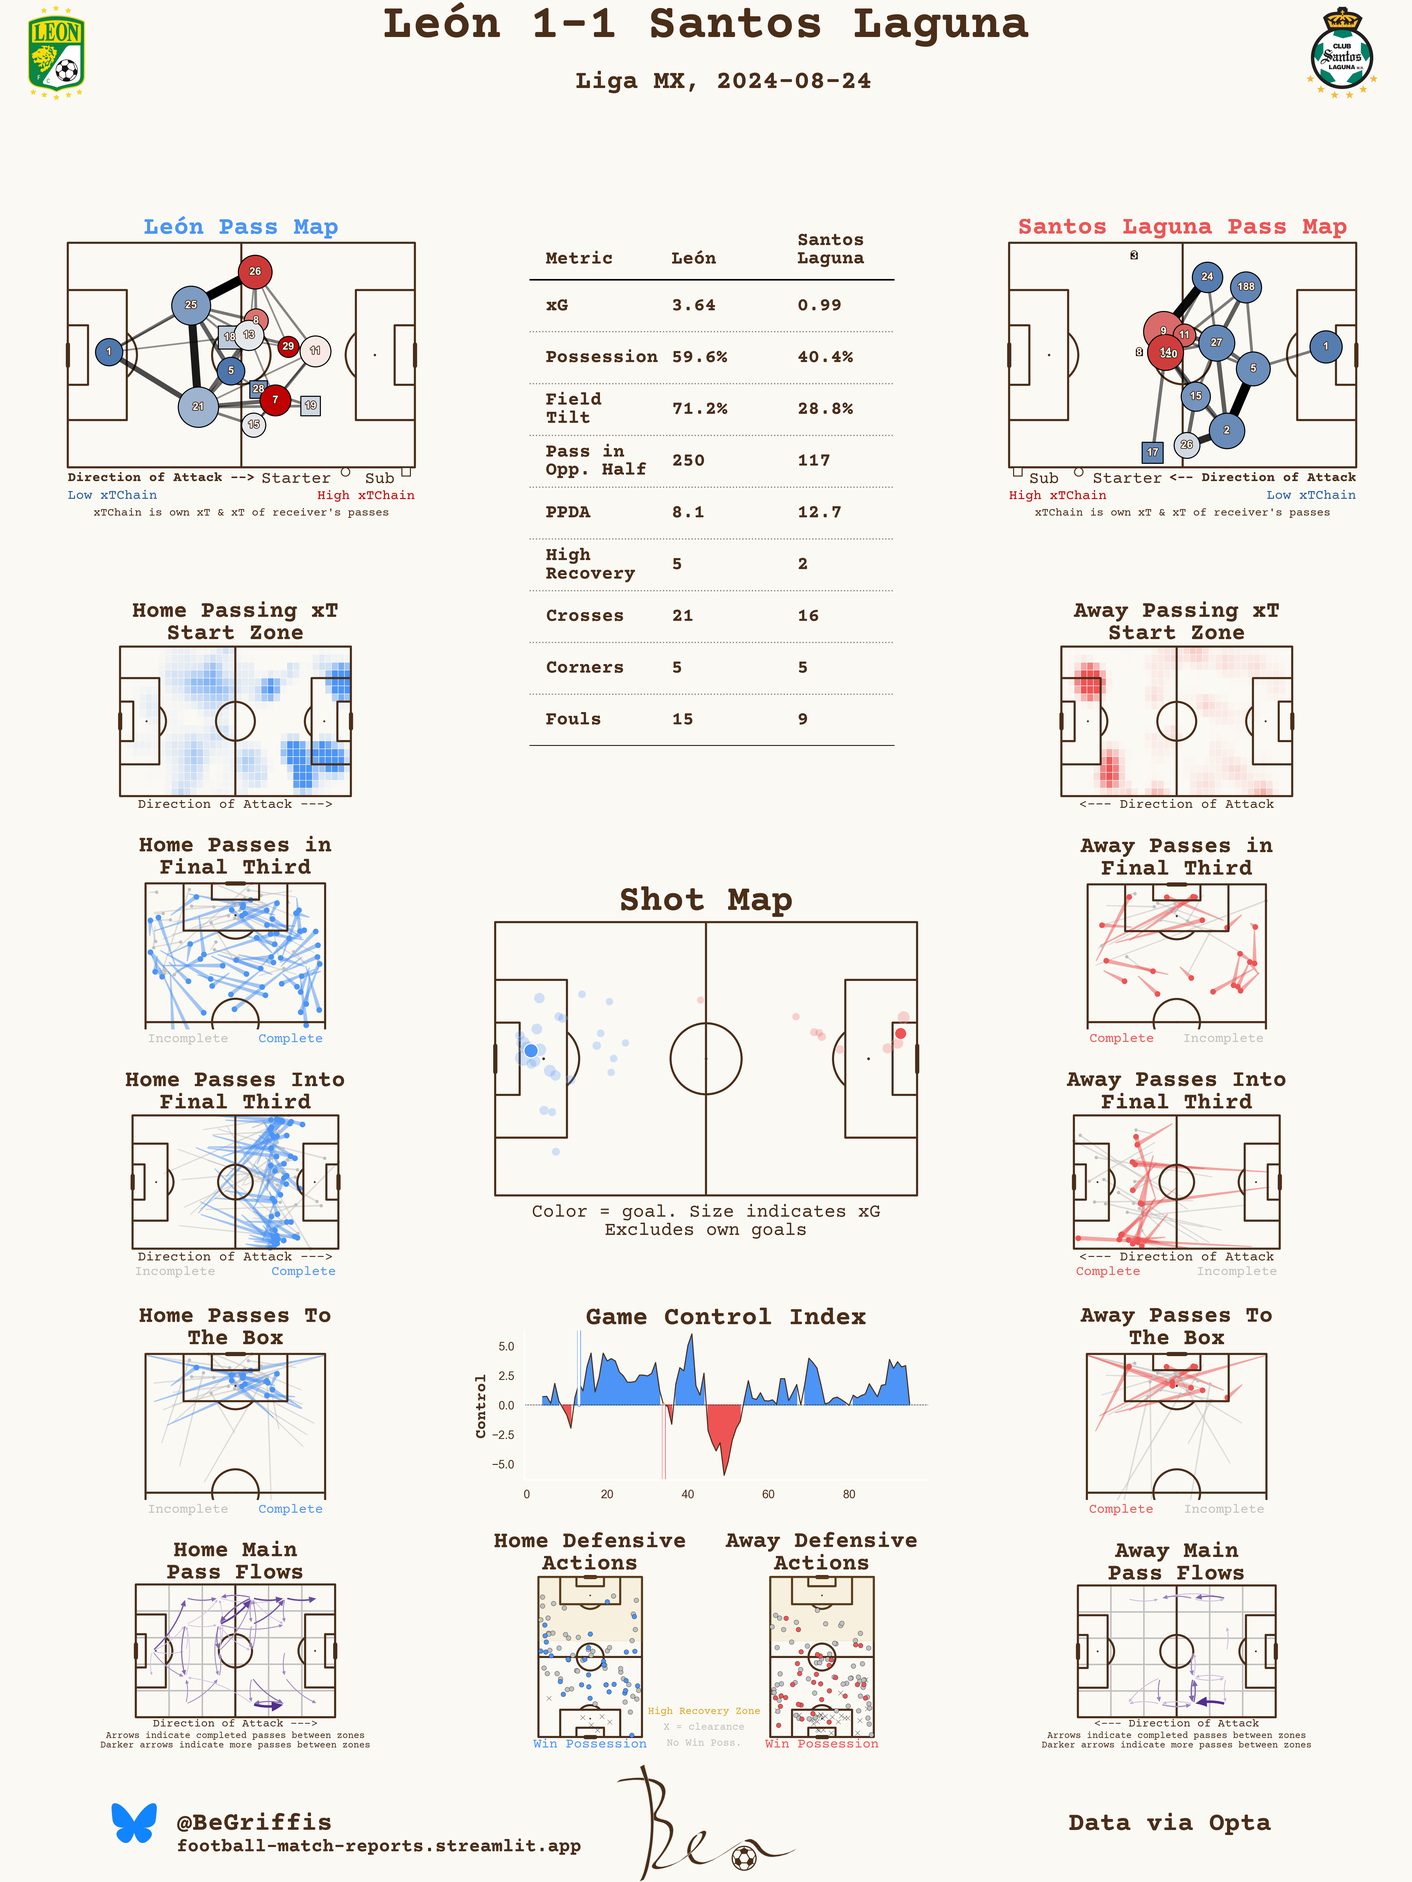 León 1-1 Santos Laguna
Liga MX, 2024-08-24
LEON
F C
CLUB
Santos
LAGUNA
León Pass Map
26
25
8
18
13
1
29
11
5
28
7
21
19
15
Direction of Attack --> Starter Sub
Low xTChain High xTChain
xTChain is own xT & xT of receiver's passes
Metric León Santos Laguna
xG 3.64 0.99
Possession 59.6% 40.4%
Field Tilt 71.2% 28.8%
Pass in Opp. Half 250 117
PPDA 8.1 12.7
High Recovery 5 2
Crosses 21 16
Corners 5 5
Fouls 15 9
Santos Laguna Pass Map
3
24
188
9
11
27
1
8
14
5
15
2
26
17
Sub Starter <-- Direction of Attack
High xTChain Low xTChain
xTChain is own xT & xT of receiver's passes
Home Passing xT
Start Zone
Direction of Attack --->
Away Passing xT
Start Zone
<--- Direction of Attack
Home Passes in
Final Third
Incomplete Complete
Away Passes in
Final Third
Complete Incomplete
Shot Map
Color = goal. Size indicates xG
Excludes own goals
Home Passes Into
Final Third
Direction of Attack --->
Incomplete Complete
Away Passes Into
Final Third
<--- Direction of Attack
Complete Incomplete
Home Passes To
The Box
Incomplete Complete
Game Control Index
Control
5.0
2.5
0.0
−2.5
−5.0
0 20 40 60 80
Away Passes To
The Box
Complete Incomplete
Home Main
Pass Flows
Direction of Attack --->
Arrows indicate completed passes between zones
Darker arrows indicate more passes between zones
Home Defensive
Actions
Win Possession
Away Defensive
Actions
Win Possession
High Recovery Zone
X = clearance
No Win Poss.
Away Main
Pass Flows
<--- Direction of Attack
Arrows indicate completed passes between zones
Darker arrows indicate more passes between zones
@BeGriffis
football-match-reports.streamlit.app
Ben
Data via Opta